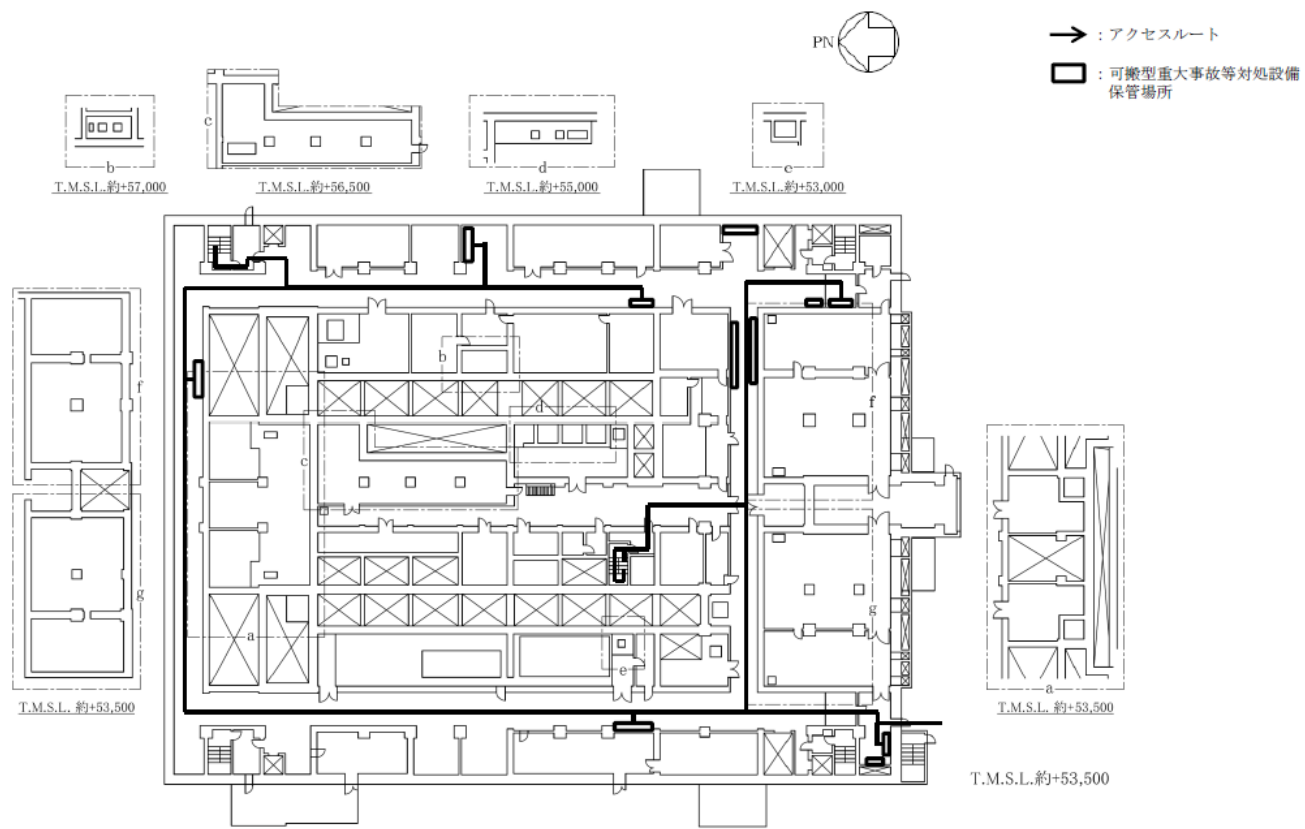 PN
：アクセスルート
：可搬型重大事故等対処設備
保管場所
b
T.M.S.L.約+57,000
c
T.M.S.L.約+56,500
d
T.M.S.L.約+55,000
e
T.M.S.L.約+53,000
f
g
T.M.S.L. 約+53,500
b
d
c
a
e
f
g
a
T.M.S.L. 約+53,500
T.M.S.L.約+53,500